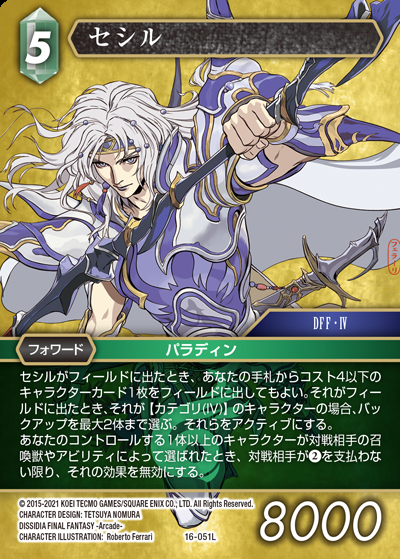 5
セシル
フェラーリ
DFF・IV
フォワード
パラディン
セシルがフィールドに出たとき、あなたの手札からコスト4以下の
キャラクターカード1枚をフィールドに出してもよい。それがフィー
ルドに出たとき、それが【カテゴリ(IV)】のキャラクターの場合、バッ
クアップを最大2体まで選ぶ。それらをアクティブにする。
あなたのコントロールする1体以上のキャラクターが対戦相手の召
喚獣やアビリティによって選ばれたとき、対戦相手が2を支払わな
い限り、それの効果を無効にする。
© 2015-2021 KOEI TECMO GAMES/SQUARE ENIX CO., LTD. All Rights Reserved.
CHARACTER DESIGN: TETSUYA NOMURA
DISSIDIA FINAL FANTASY -Arcade-
CHARACTER ILLUSTRATION: Roberto Ferrari
16-051L
8000